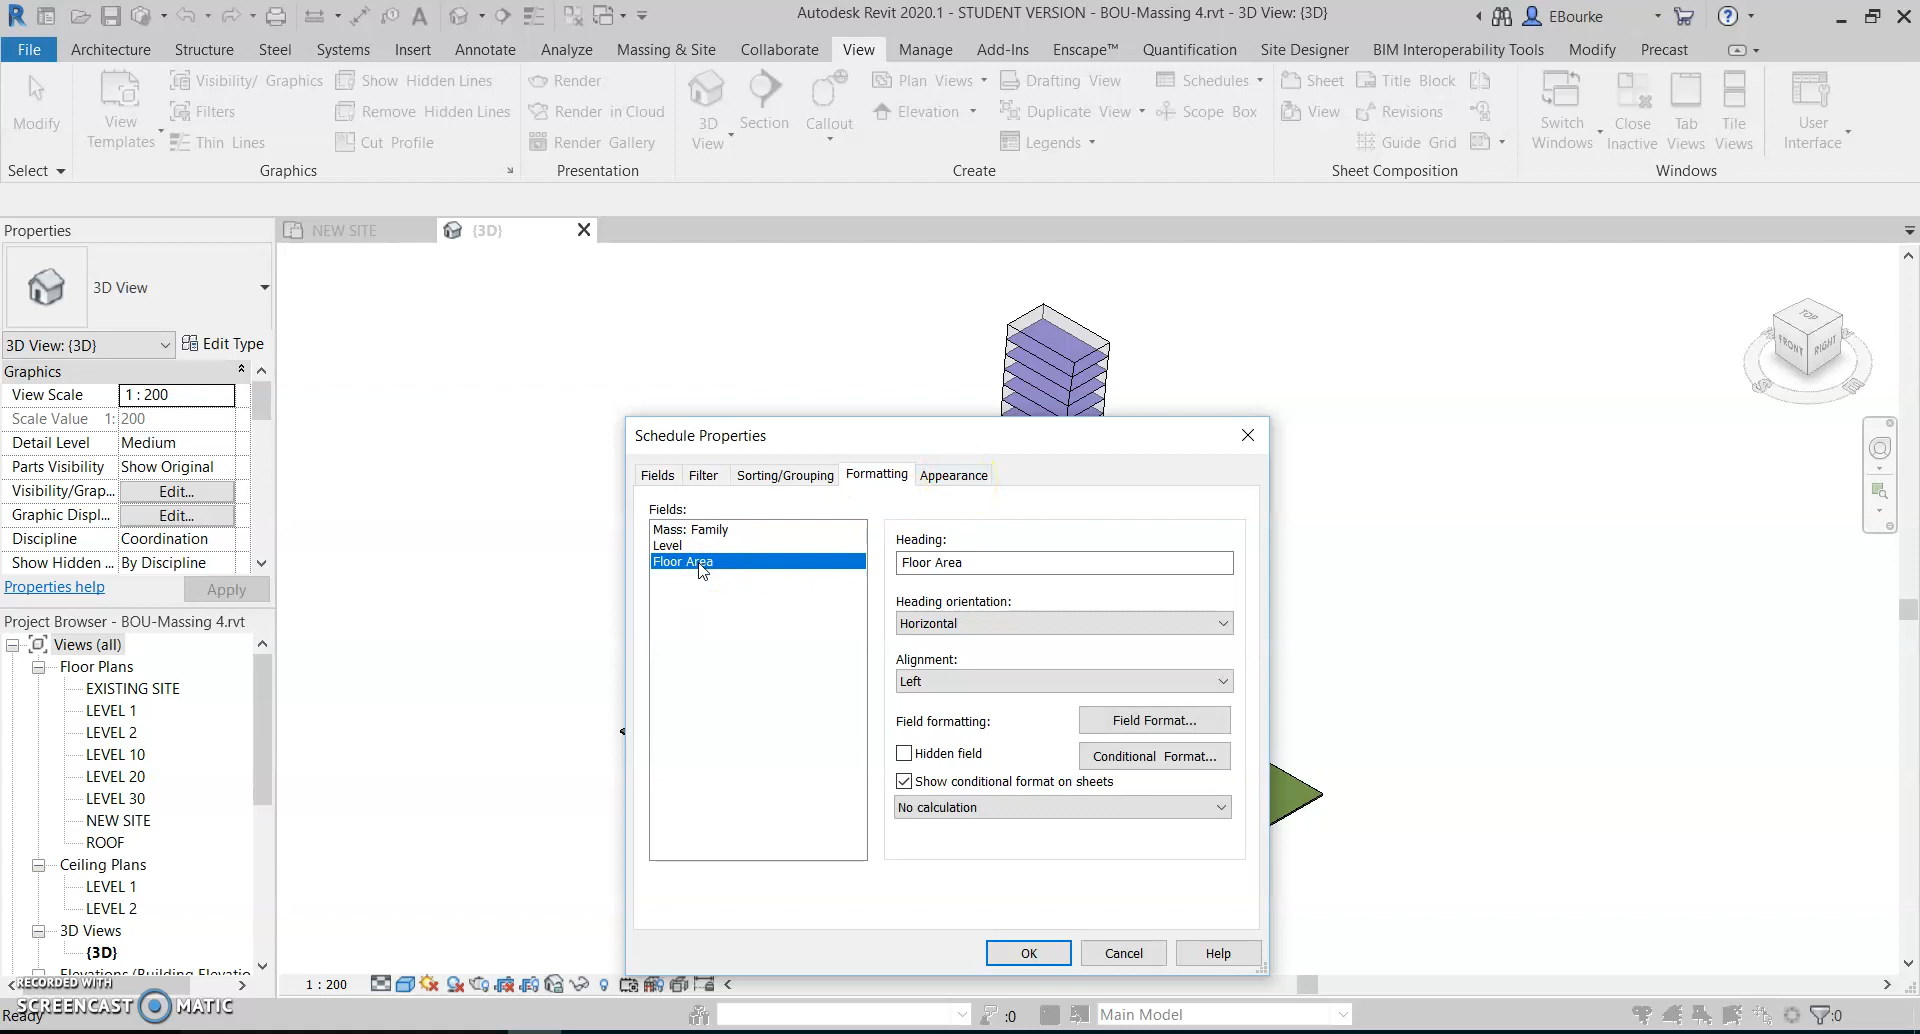 Autodesk Revit 2020.1 - STUDENT VERSION - BOU-Massing 4.rvt - 3D View: {3D}
EBourke
File Architecture Structure Steel Systems Insert Annotate Analyze Massing & Site Collaborate View Manage Add-Ins Enscape™ Quantification Site Designer BIM Interoperability Tools Modify Precast
Modify
View Templates
Visibility/ Graphics
Filters
Thin Lines
Show Hidden Lines
Remove Hidden Lines
Cut Profile
Render
Render in Cloud
Render Gallery
3D View
Section
Callout
Plan Views
Elevation
Drafting View
Duplicate View
Legends
Schedules
Scope Box
Sheet
View
Title Block
Revisions
Guide Grid
Switch Windows
Close Inactive
Tab Views
Tile Views
User Interface
Select Graphics Presentation Create Sheet Composition Windows
Properties
NEW SITE
{3D}
3D View
3D View: {3D}
Edit Type
Graphics
View Scale 1 : 200
Scale Value 1: 200
Detail Level Medium
Parts Visibility Show Original
Visibility/Grap... Edit...
Graphic Displ... Edit...
Discipline Coordination
Show Hidden ... By Discipline
Properties help
Apply
Project Browser - BOU-Massing 4.rvt
Views (all)
Floor Plans
EXISTING SITE
LEVEL 1
LEVEL 2
LEVEL 10
LEVEL 20
LEVEL 30
NEW SITE
ROOF
Ceiling Plans
LEVEL 1
LEVEL 2
3D Views
{3D}
Elevations (Building Elevatio
TOP
FRONT
RIGHT
S
E
Schedule Properties
Fields Filter Sorting/Grouping Formatting Appearance
Fields:
Mass: Family
Level
Floor Area
Heading:
Floor Area
Heading orientation:
Horizontal
Alignment:
Left
Field formatting:
Field Format...
Hidden field
Conditional Format...
Show conditional format on sheets
No calculation
OK
Cancel
Help
1 : 200
RECORDED WITH
SCREENCAST MATIC
Ready
:0
Main Model
:0